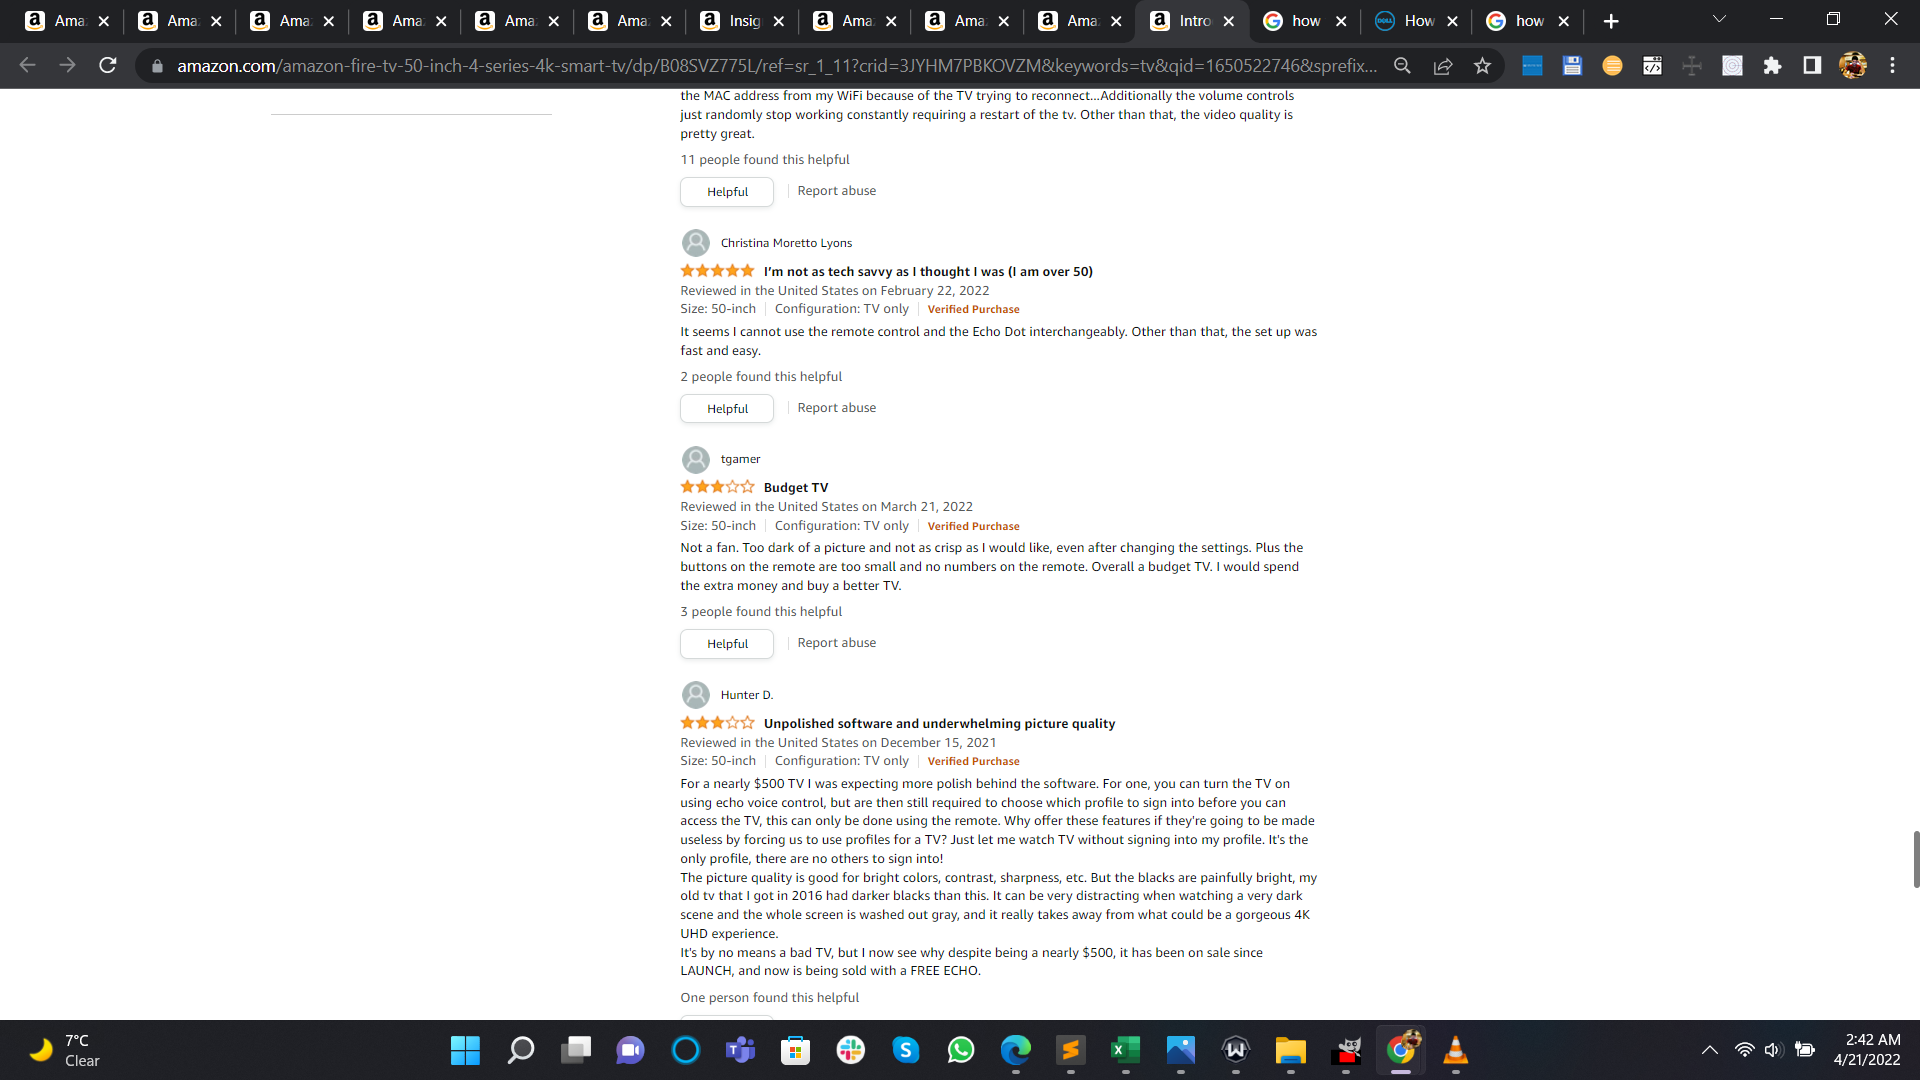 Ama
Ama
Ama
Ama
Ama
Ama
Insig
Ama
Ama
Ama
Intro
how
How
how
amazon.com/amazon-fire-tv-50-inch-4-series-4k-smart-tv/dp/B08SVZ775L/ref=sr_1_11?crid=3JYHM7PBKOVZM&keywords=tv&qid=1650522746&sprefix...
the MAC address from my WiFi because of the TV trying to reconnect...Additionally the volume controls
just randomly stop working constantly requiring a restart of the tv. Other than that, the video quality is
pretty great.
11 people found this helpful
Helpful
Report abuse
Christina Moretto Lyons
I'm not as tech savvy as I thought I was (I am over 50)
Reviewed in the United States on February 22, 2022
Size: 50-inch | Configuration: TV only | Verified Purchase
It seems I cannot use the remote control and the Echo Dot interchangeably. Other than that, the set up was
fast and easy.
2 people found this helpful
Helpful
Report abuse
tgamer
Budget TV
Reviewed in the United States on March 21, 2022
Size: 50-inch | Configuration: TV only | Verified Purchase
Not a fan. Too dark of a picture and not as crisp as I would like, even after changing the settings. Plus the
buttons on the remote are too small and no numbers on the remote. Overall a budget TV. I would spend
the extra money and buy a better TV.
3 people found this helpful
Helpful
Report abuse
Hunter D.
Unpolished software and underwhelming picture quality
Reviewed in the United States on December 15, 2021
Size: 50-inch | Configuration: TV only | Verified Purchase
For a nearly $500 TV I was expecting more polish behind the software. For one, you can turn the TV on
using echo voice control, but are then still required to choose which profile to sign into before you can
access the TV, this can only be done using the remote. Why offer these features if they're going to be made
useless by forcing us to use profiles for a TV? Just let me watch TV without signing into my profile. It's the
only profile, there are no others to sign into!
The picture quality is good for bright colors, contrast, sharpness, etc. But the blacks are painfully bright, my
old tv that I got in 2016 had darker blacks than this. It can be very distracting when watching a very dark
scene and the whole screen is washed out gray, and it really takes away from what could be a gorgeous 4K
UHD experience.
It's by no means a bad TV, but I now see why despite being a nearly $500, it has been on sale since
LAUNCH, and now is being sold with a FREE ECHO.
One person found this helpful
7°C
Clear
2:42 AM
4/21/2022